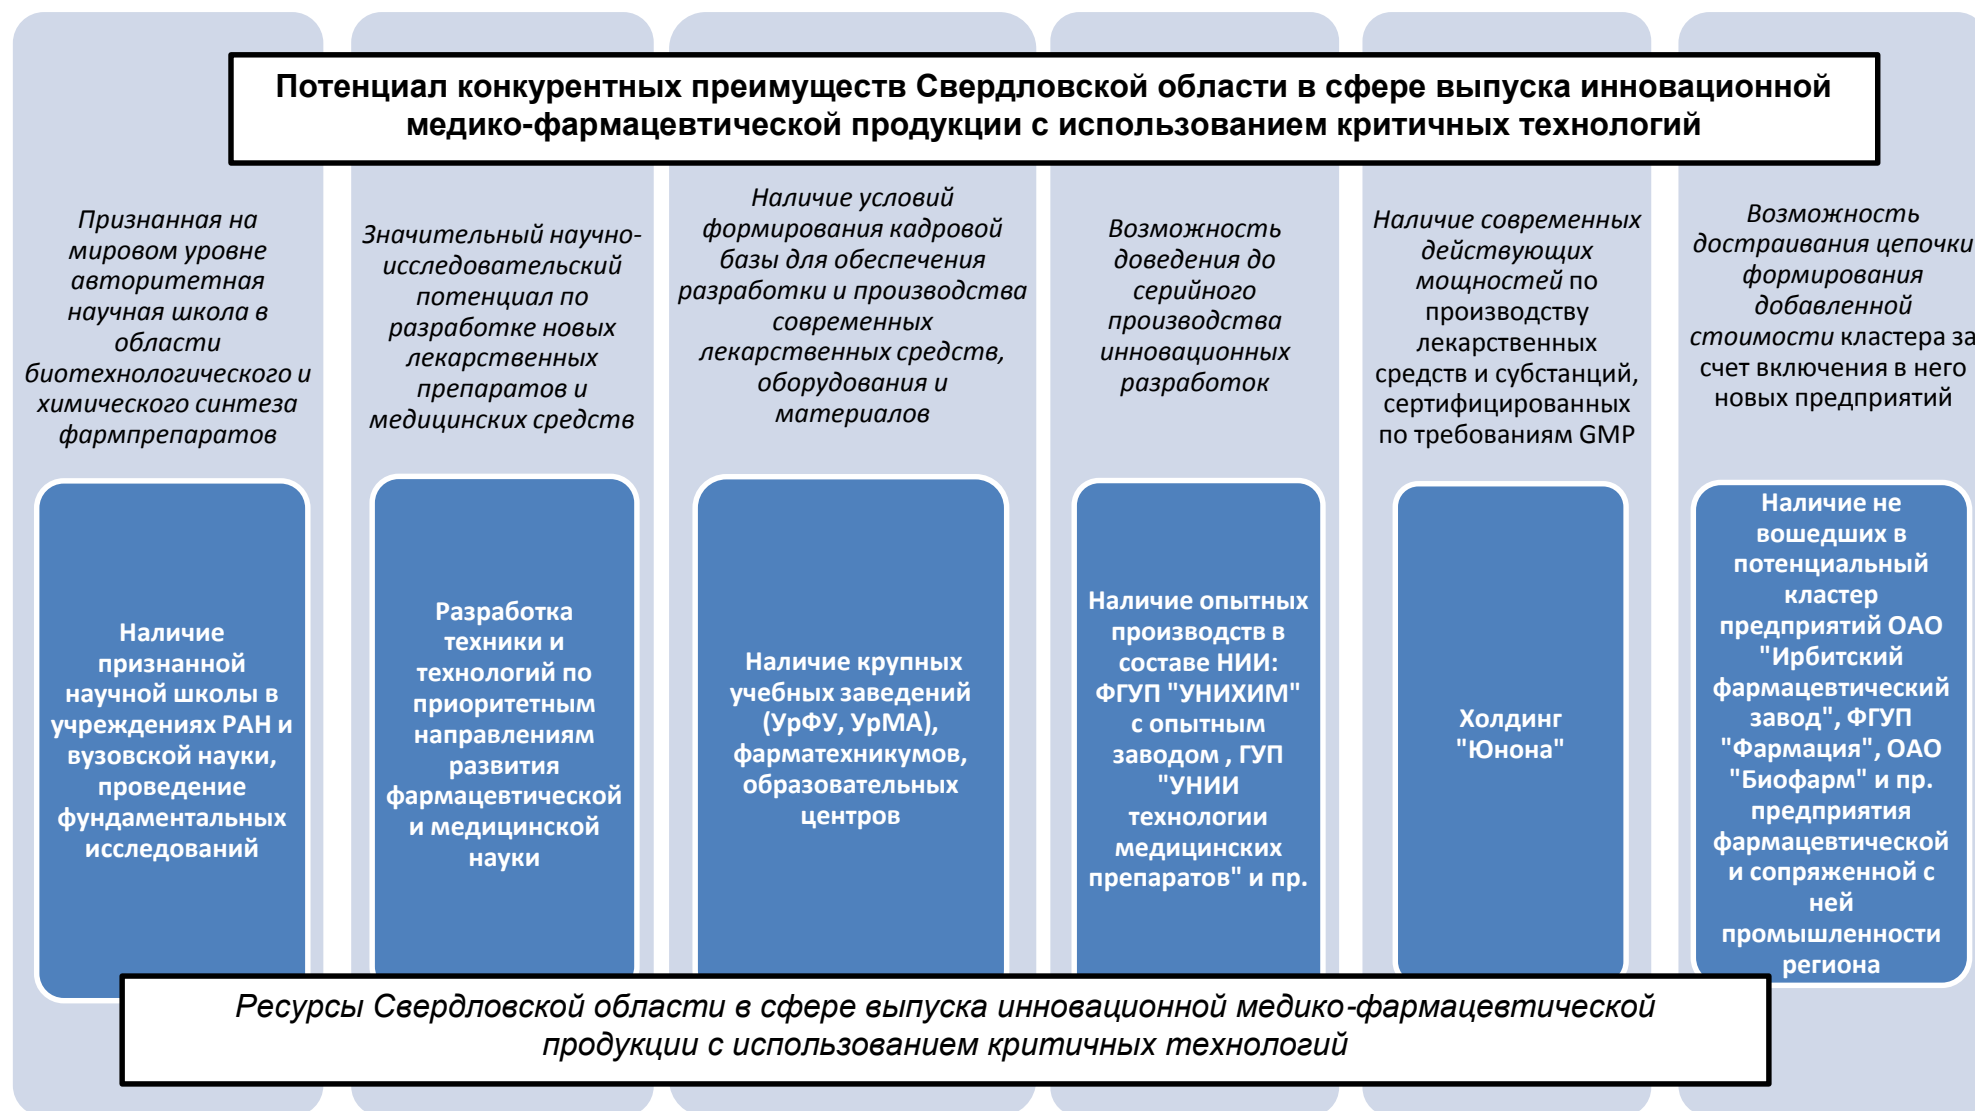 Потенциал конкурентных преимуществ Свердловской области в сфере выпуска инновационной
медико-фармацевтической продукции с использованием критичных технологий
Признанная на
мировом уровне
авторитетная
научная школа в
области
биотехнологического и
химического синтеза
фармпрепаратов
Значительный научно-
исследовательский
потенциал по
разработке новых
лекарственных
препаратов и
медицинских средств
Наличие условий
формирования кадровой
базы для обеспечения
разработки и производства
современных
лекарственных средств,
оборудования и
материалов
Возможность
доведения до
серийного
производства
инновационных
разработок
Наличие современных
действующих
мощностей по
производству
лекарственных
средств и субстанций,
сертифицированных
по требованиям GMP
Возможность
достраивания цепочки
формирования
добавленной
стоимости кластера за
счет включения в него
новых предприятий
Наличие
признанной
научной школы в
учреждениях РАН и
вузовской науки,
проведение
фундаментальных
исследований
Разработка
техники и
технологий по
приоритетным
направлениям
развития
фармацевтической
и медицинской
науки
Наличие крупных
учебных заведений
(УрФУ, УрМА),
фарматехникумов,
образовательных
центров
Наличие опытных
производств в
составе НИИ:
ФГУП "УНИХИМ"
с опытным
заводом , ГУП
"УНИИ
технологии
медицинских
препаратов" и пр.
Холдинг
"Юнона"
Наличие не
вошедших в
потенциальный
кластер
предприятий ОАО
"Ирбитский
фармацевтический
завод", ФГУП
"Фармация", ОАО
"Биофарм" и пр.
предприятия
фармацевтической
и сопряженной с
ней
промышленности
региона
Ресурсы Свердловской области в сфере выпуска инновационной медико-фармацевтической
продукции с использованием критичных технологий